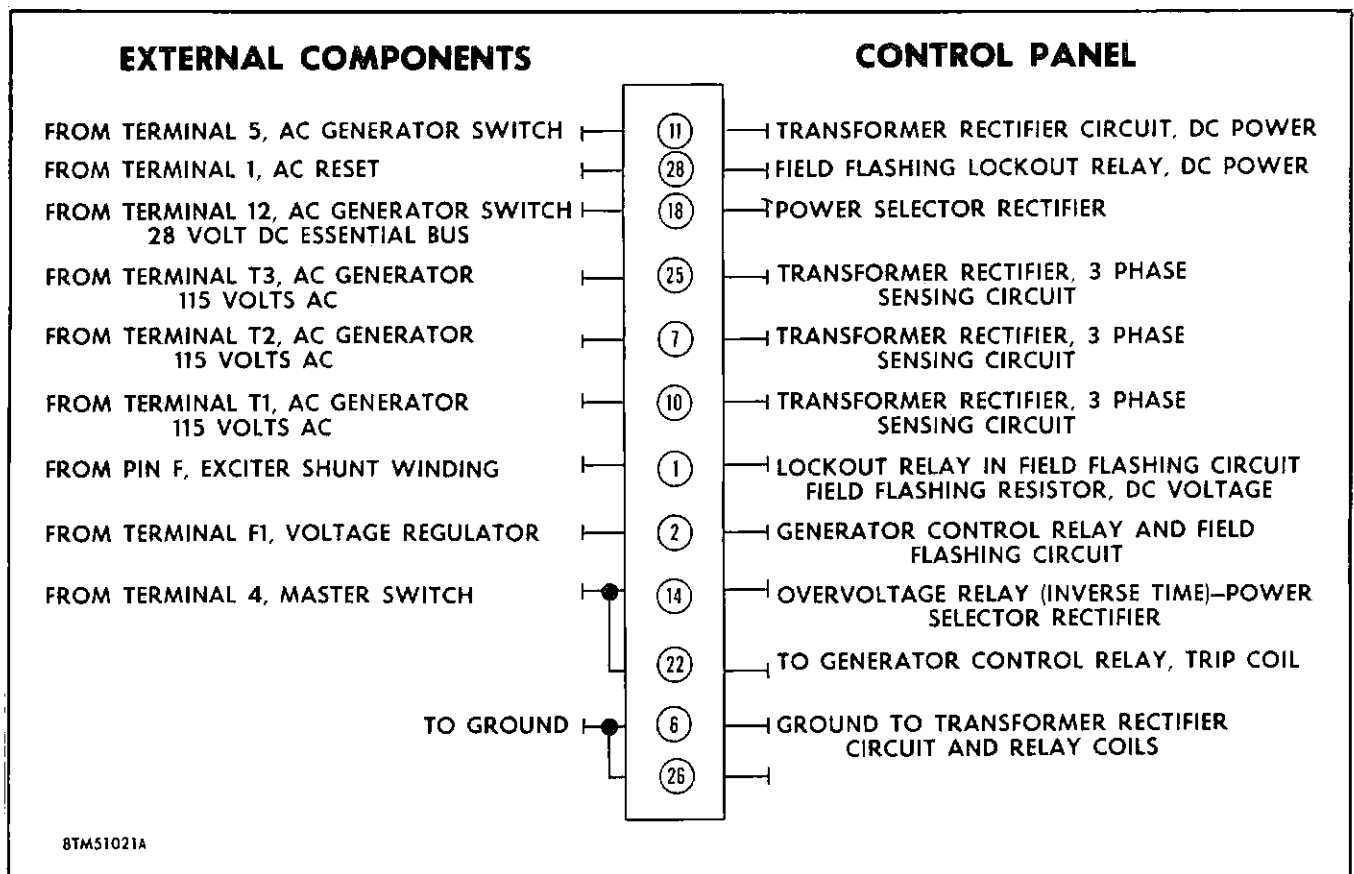 EXTERNAL COMPONENTS
CONTROL PANEL
FROM TERMINAL 5, AC GENERATOR SWITCH
11
TRANSFORMER RECTIFIER CIRCUIT, DC POWER
FROM TERMINAL 1, AC RESET
28
FIELD FLASHING LOCKOUT RELAY, DC POWER
FROM TERMINAL 12, AC GENERATOR SWITCH
28 VOLT DC ESSENTIAL BUS
18
POWER SELECTOR RECTIFIER
FROM TERMINAL T3, AC GENERATOR
115 VOLTS AC
25
TRANSFORMER RECTIFIER, 3 PHASE
SENSING CIRCUIT
FROM TERMINAL T2, AC GENERATOR
115 VOLTS AC
7
TRANSFORMER RECTIFIER, 3 PHASE
SENSING CIRCUIT
FROM TERMINAL T1, AC GENERATOR
115 VOLTS AC
10
TRANSFORMER RECTIFIER, 3 PHASE
SENSING CIRCUIT
FROM PIN F, EXCITER SHUNT WINDING
1
LOCKOUT RELAY IN FIELD FLASHING CIRCUIT
FIELD FLASHING RESISTOR, DC VOLTAGE
FROM TERMINAL F1, VOLTAGE REGULATOR
2
GENERATOR CONTROL RELAY AND FIELD
FLASHING CIRCUIT
FROM TERMINAL 4, MASTER SWITCH
14
OVERVOLTAGE RELAY (INVERSE TIME)–POWER
SELECTOR RECTIFIER
22
TO GENERATOR CONTROL RELAY, TRIP COIL
TO GROUND
6
GROUND TO TRANSFORMER RECTIFIER
CIRCUIT AND RELAY COILS
26
8TM51021A